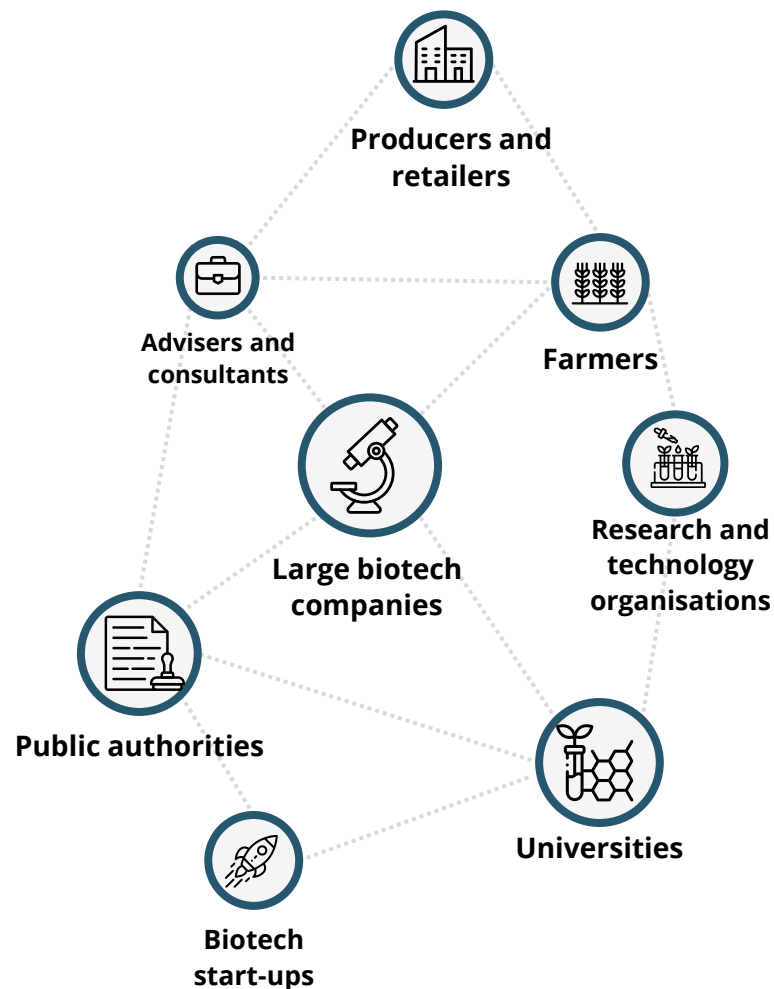 Producers and
retailers
Advisers and
consultants
Farmers
Large biotech
companies
Research and
technology
organisations
Public authorities
Universities
Biotech
start-ups